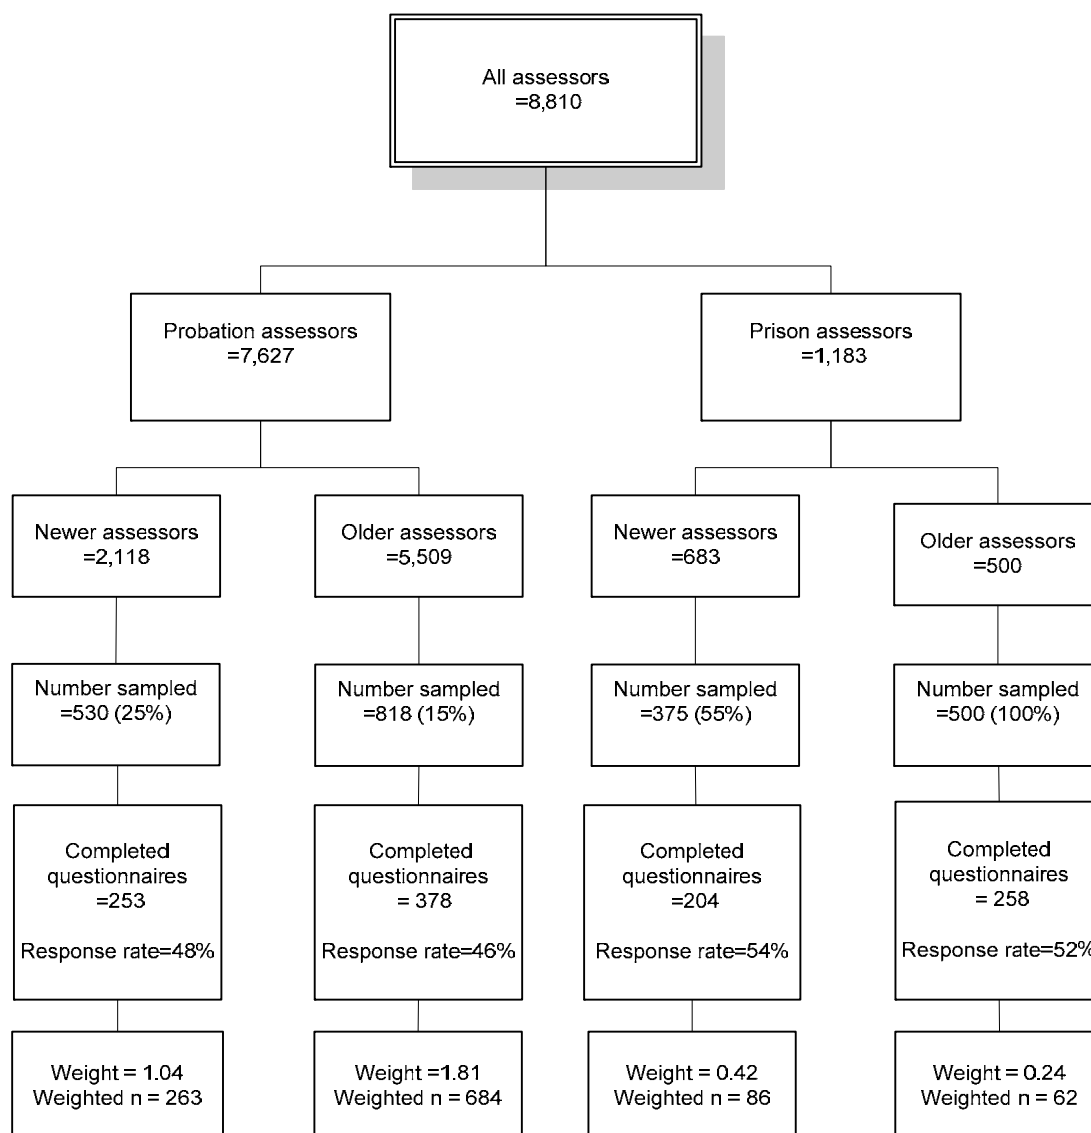 All assessors
=8,810
Probation assessors
=7,627
Prison assessors
=1,183
Newer assessors
=2,118
Older assessors
=5,509
Newer assessors
=683
Older assessors
=500
Number sampled
=530 (25%)
Number sampled
=818 (15%)
Number sampled
=375 (55%)
Number sampled
=500 (100%)
Completed
questionnaires
=253
Response rate=48%
Completed
questionnaires
= 378
Response rate=46%
Completed
questionnaires
=204
Response rate=54%
Completed
questionnaires
= 258
Response rate=52%
Weight = 1.04
Weighted n = 263
Weight =1.81
Weighted n = 684
Weight = 0.42
Weighted n = 86
Weight = 0.24
Weighted n = 62